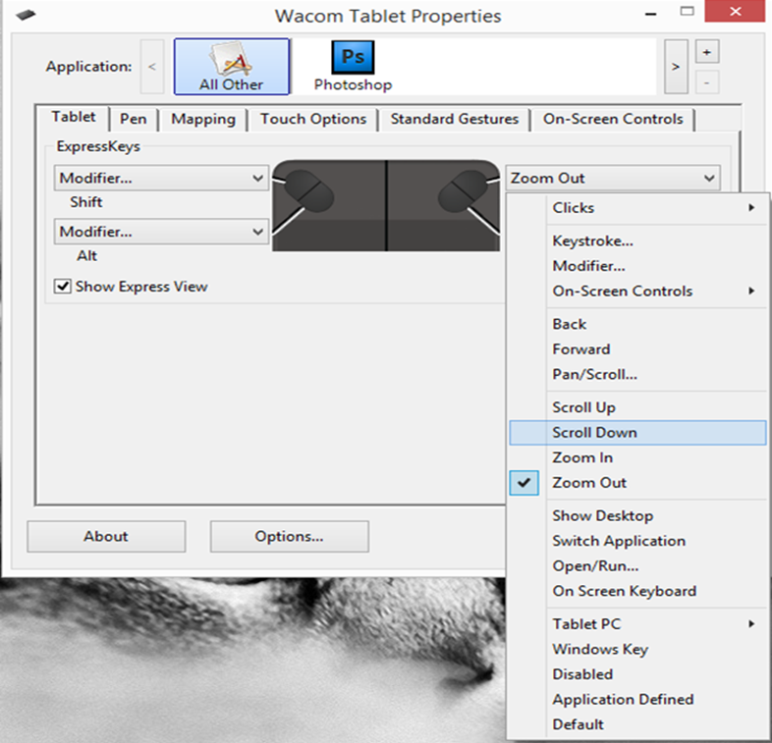 Wacom Tablet Properties
Application:
<
All Other
Ps
Photoshop
>
+
-
Tablet
Pen
Mapping
Touch Options
Standard Gestures
On-Screen Controls
ExpressKeys
Modifier...
Zoom Out
Shift
Modifier...
Alt
Show Express View
Clicks
Keystroke...
Modifier...
On-Screen Controls
Back
Forward
Pan/Scroll...
Scroll Up
Scroll Down
Zoom In
Zoom Out
Show Desktop
Switch Application
Open/Run...
On Screen Keyboard
Tablet PC
Windows Key
Disabled
Application Defined
Default
About
Options...